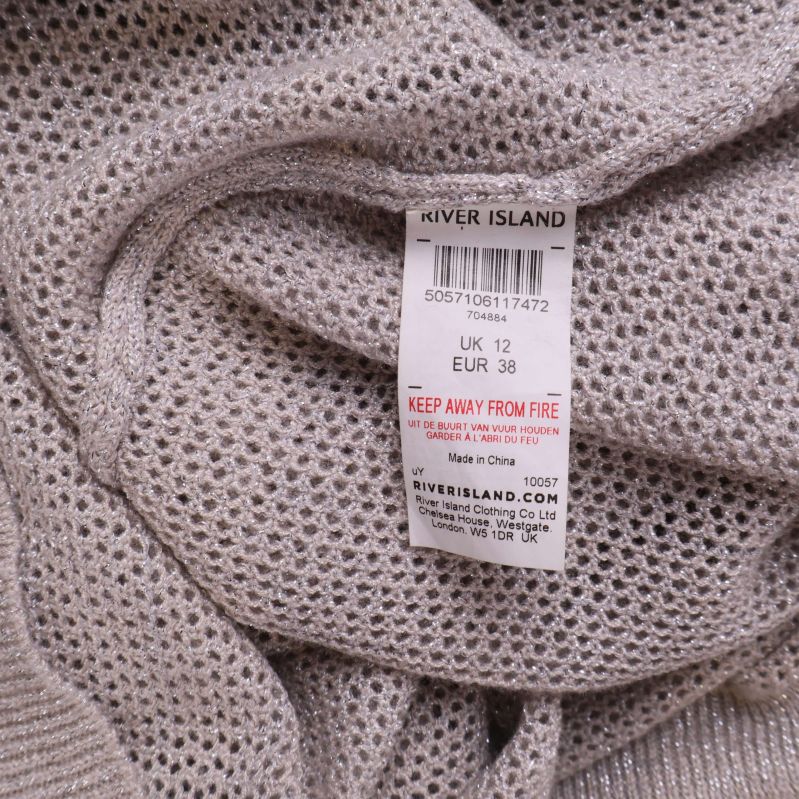 RIVER ISLAND
5057106117472
704884
UK 12
EUR 38
KEEP AWAY FROM FIRE
UIT DE BUURT VAN VUUR HOUDEN
GARDER À L'ABRI DU FEU
Made in China
uY 10057
RIVERISLAND.COM
River Island Clothing Co Ltd
Chelsea House, Westgate.
London. W5 1DR UK